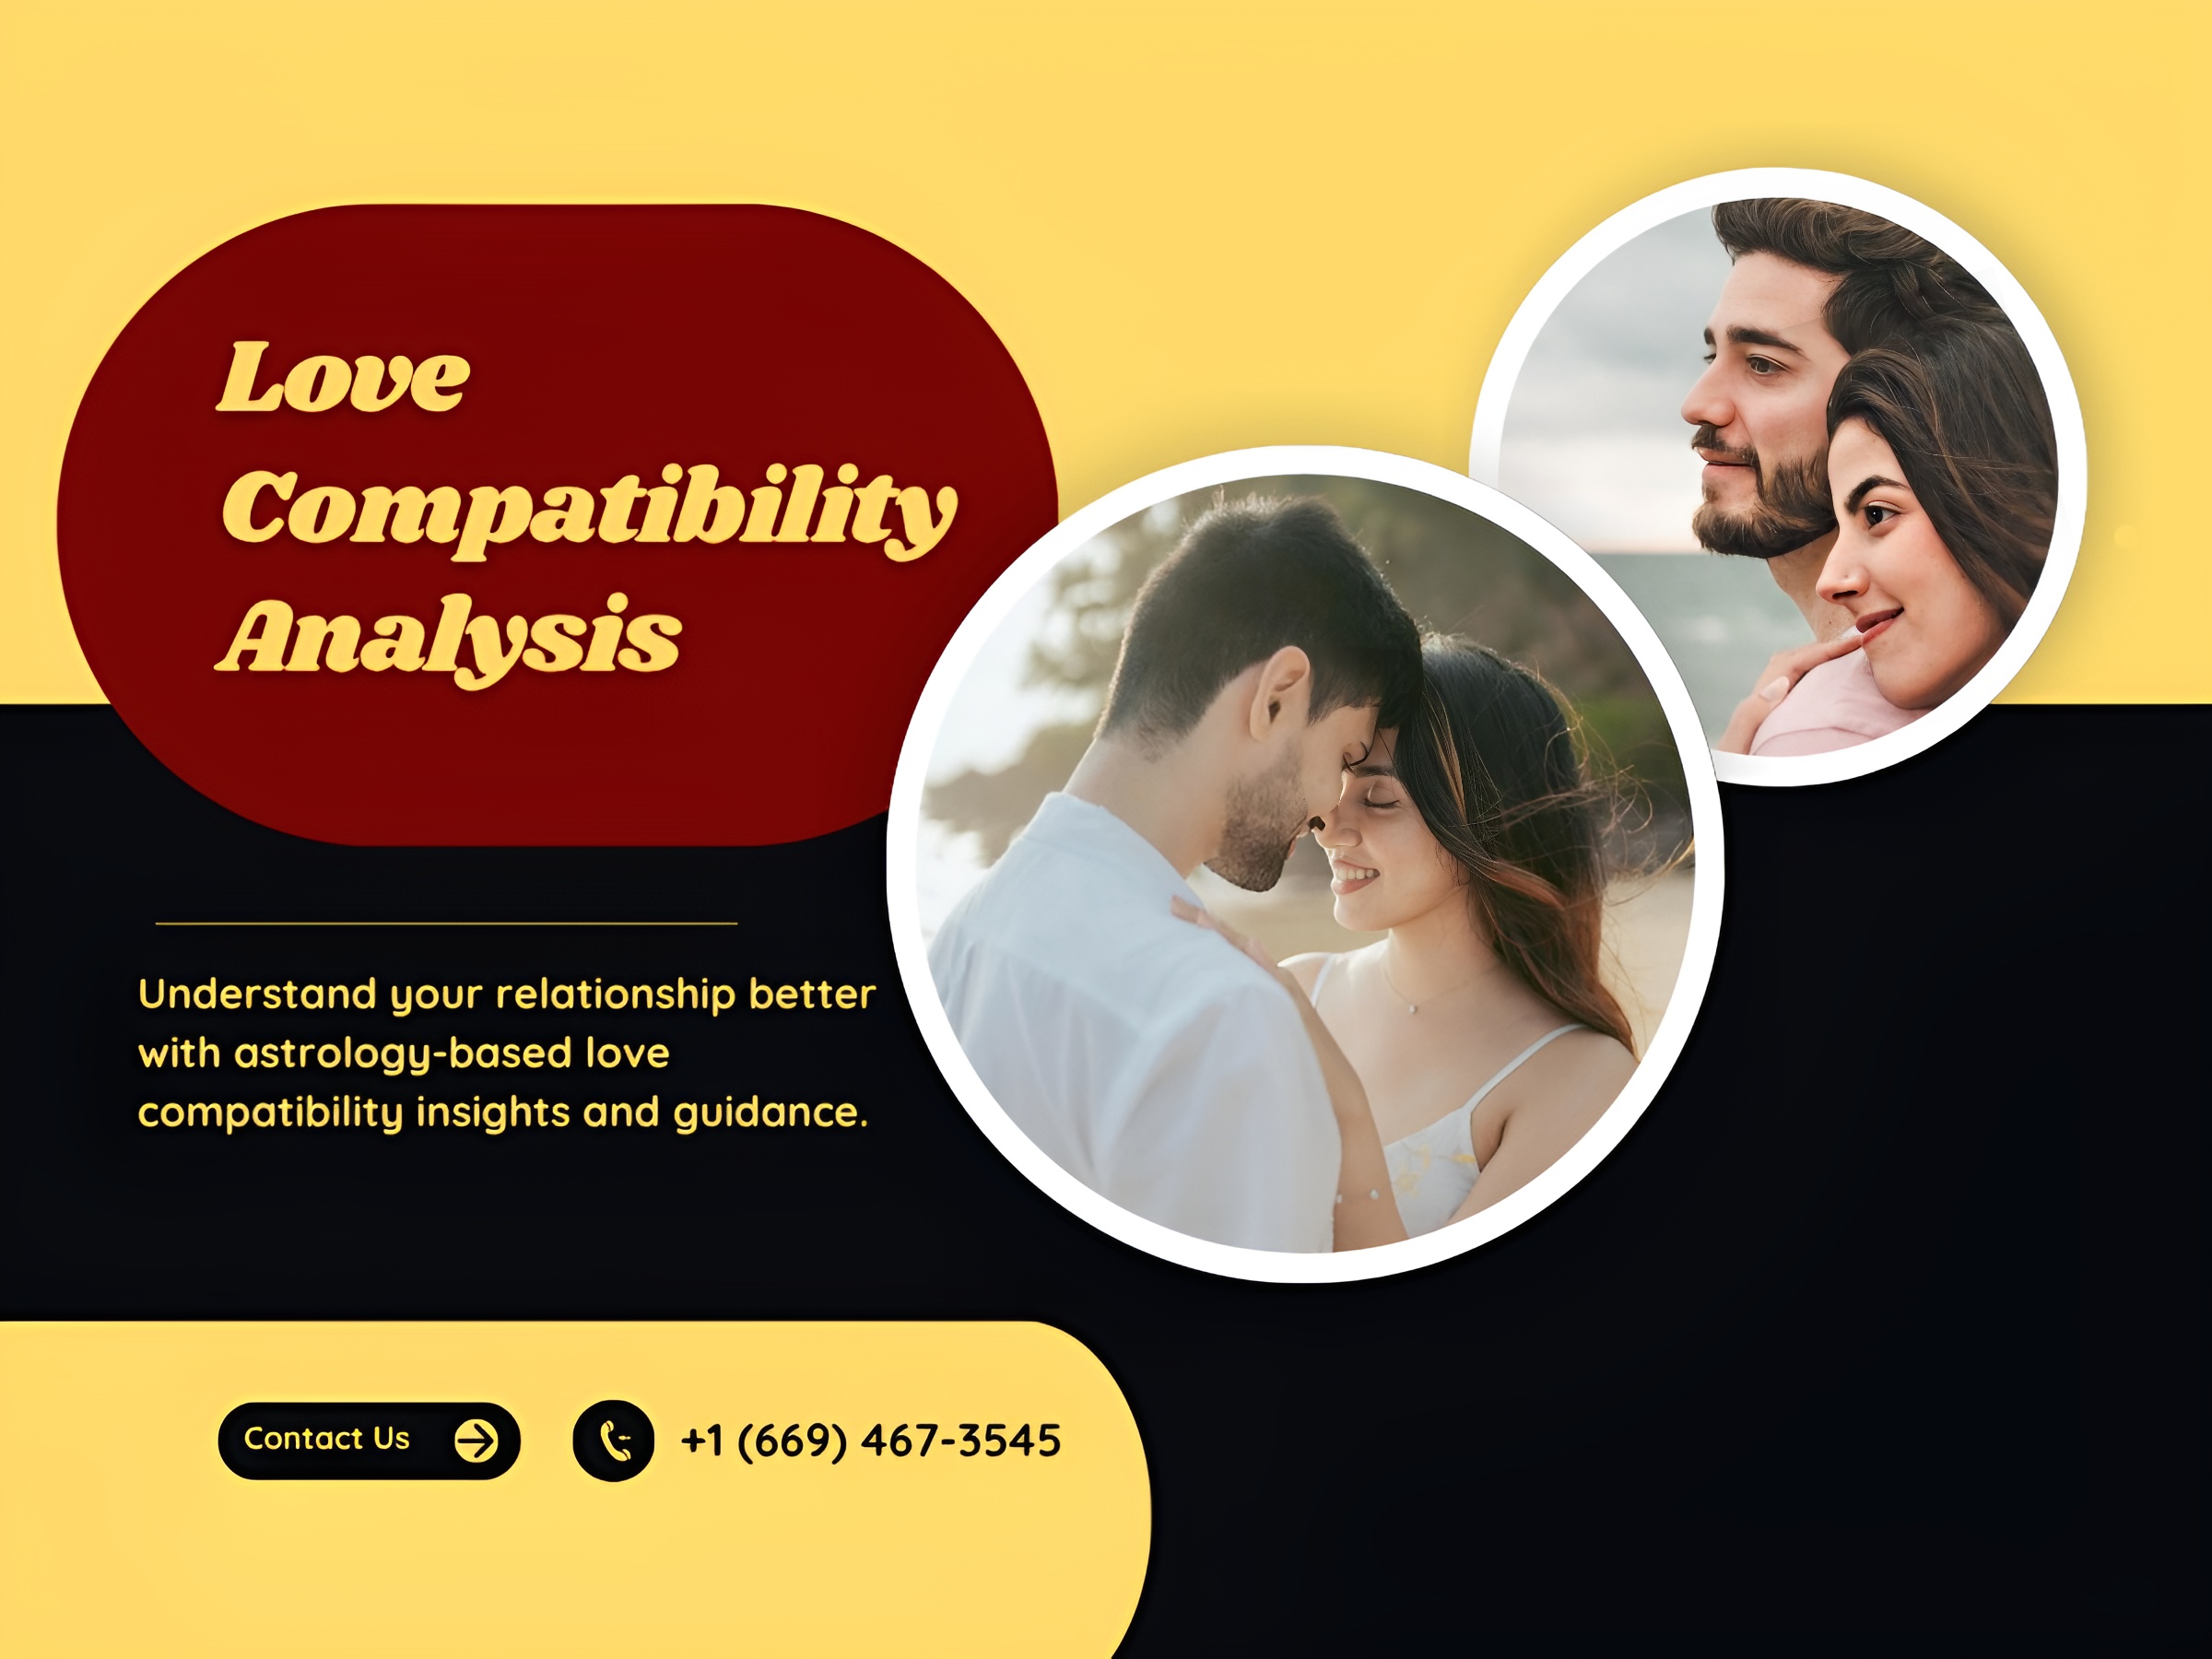 Love
Compatibility
Analysis
Understand your relationship better
with astrology-based love
compatibility insights and guidance.
Contact Us
+1 (669) 467-3545